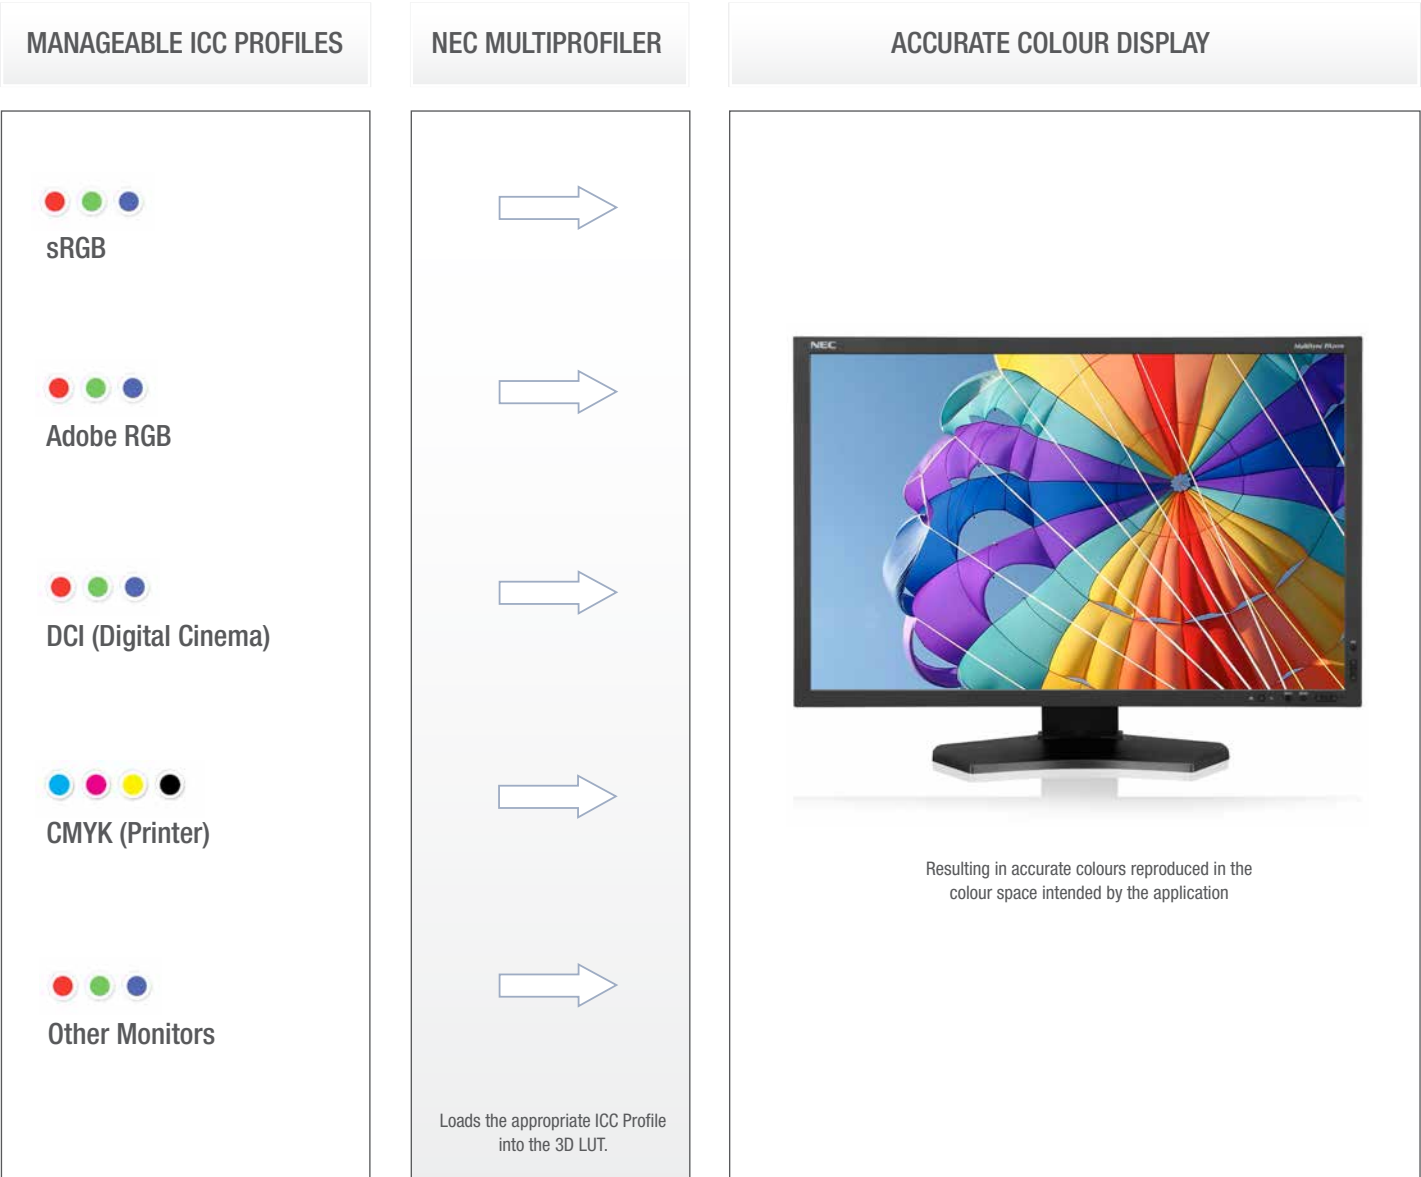 MANAGEABLE ICC PROFILES
NEC MULTIPROFILER
ACCURATE COLOUR DISPLAY
sRGB
Adobe RGB
DCI (Digital Cinema)
CMYK (Printer)
Other Monitors
Loads the appropriate ICC Profile
into the 3D LUT.
NEC
MultiSync
Resulting in accurate colours reproduced in the
colour space intended by the application